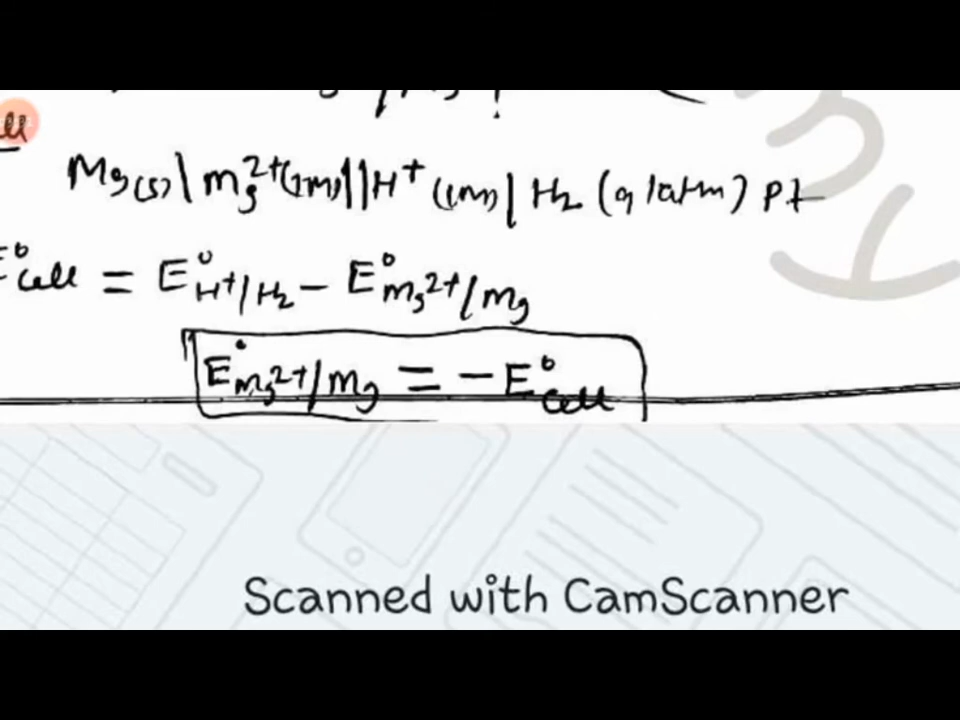 Mg(s) | Mg²⁺(1M) || H⁺ (1M) | H₂ (g 1atm) Pt
E°cell = E°H⁺/H₂ - E°Mg²⁺/Mg
E°Mg²⁺/Mg = - E°cell
Scanned with CamScanner